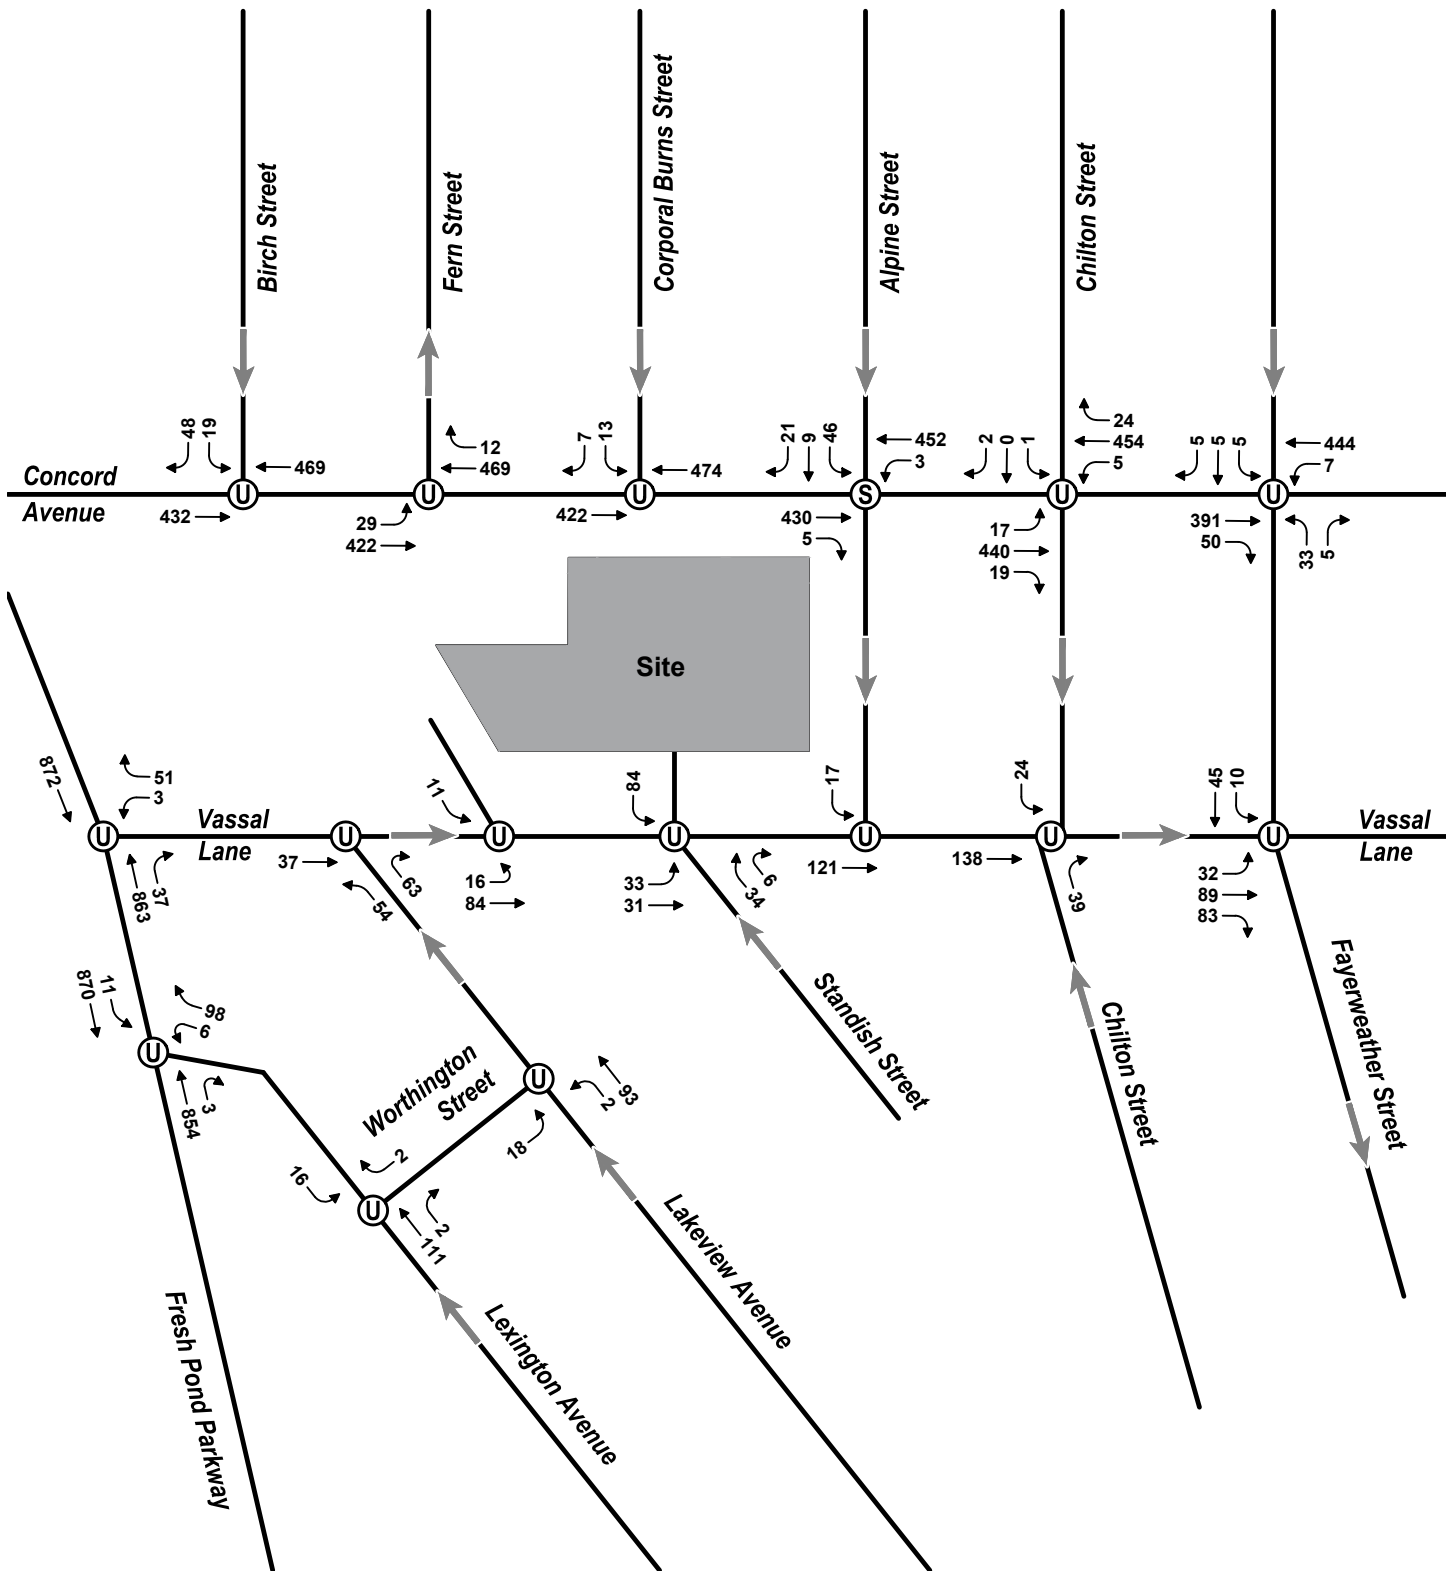 Birch Street
Fern Street
Corporal Burns Street
Alpine Street
Chilton Street
48 19
469
12
469
7 13
474
21 9 46
452
3
2 0 1
24
454
5
5 5 5
444
7
Concord
Avenue
U U U S U U
432
29
422
422
430
5
17
440
19
391
50
33 5
Site
872
51
3
11
84
17
24
45 10
Vassal
Lane
Vassal
Lane
U U U U U U U
863 37
37
63
54
16
84
33
31
34 6
121
138
39
32
89
83
870 11
98
6
U
854 3
Worthington
Street
U
93
2
18
16
2
U
2
111
Standish Street
Chilton Street
Fayerweather Street
Lakeview Avenue
Lexington Avenue
Fresh Pond Parkway